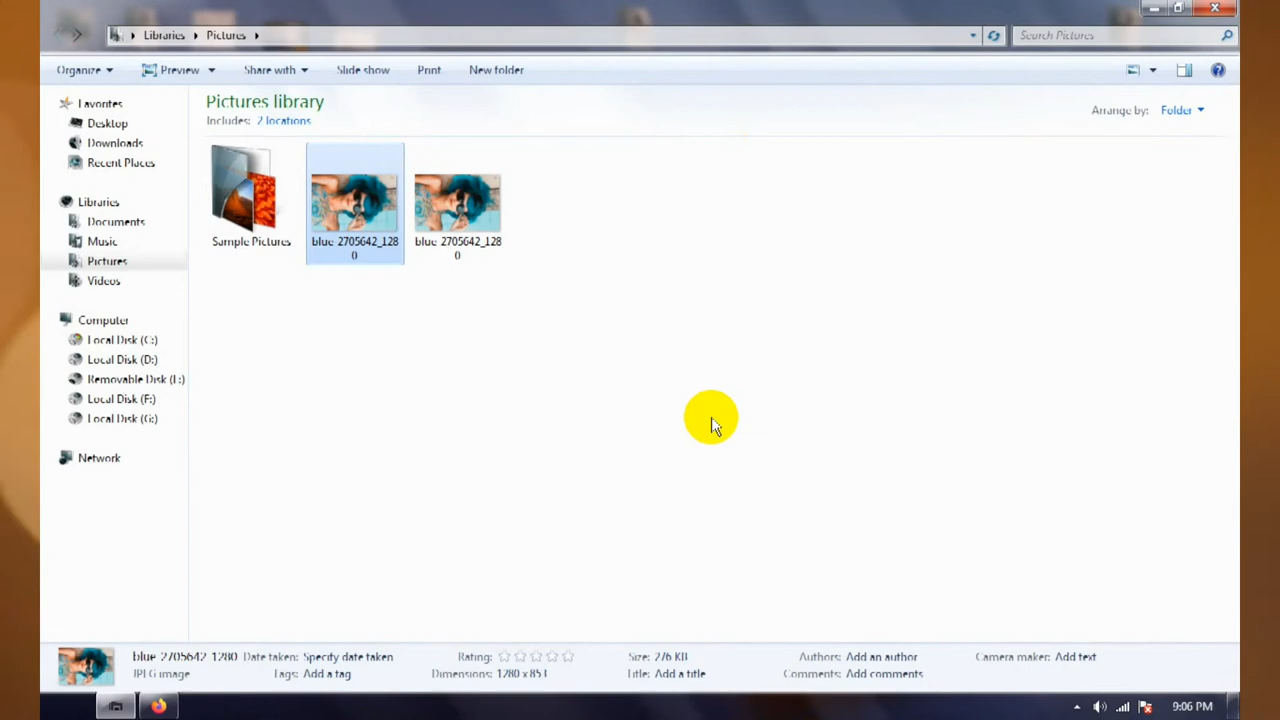 Libraries Pictures
Search Pictures
Organize Preview Share with Slide show Print New folder
Pictures library
Includes: 2 locations
Arrange by: Folder
Favorites
Desktop
Downloads
Recent Places
Libraries
Documents
Music
Pictures
Videos
Computer
Local Disk (C:)
Local Disk (D:)
Removable Disk (E:)
Local Disk (F:)
Local Disk (G:)
Network
Sample Pictures
blue-2705642_128
0
blue-2705642_128
0
blue-2705642_1280 Date taken: Specify date taken Rating: Size: 276 KB Authors: Add an author Camera maker: Add text
JPEG image Tags: Add a tag Dimensions: 1280 x 853 Title: Add a title Comments: Add comments
9:06 PM